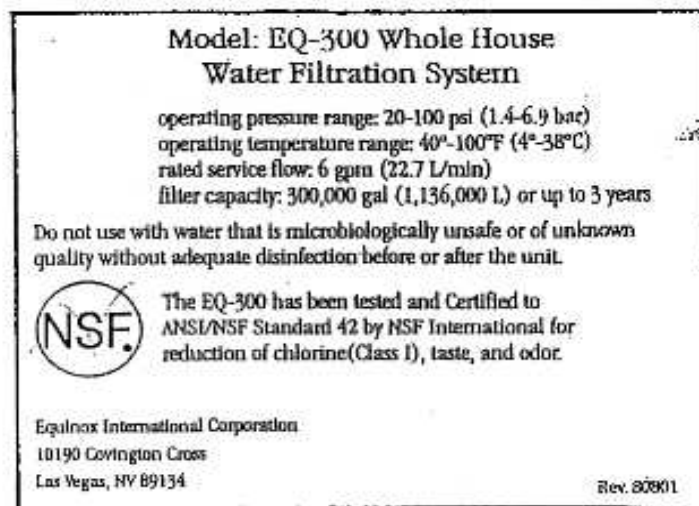 Model: EQ-300 Whole House
Water Filtration System
operating pressure range: 20-100 psi (1.4-6.9 bar)
operating temperature range: 40°-100°F (4°-38°C)
rated service flow: 6 gpm (22.7 L/min)
filter capacity: 300,000 gal (1,136,000 L) or up to 3 years
Do not use with water that is microbiologically unsafe or of unknown
quality without adequate disinfection before or after the unit.
NSF.
The EQ-300 has been tested and Certified to
ANSI/NSF Standard 42 by NSF International for
reduction of chlorine(Class I), taste, and odor.
Equinox International Corporation
10190 Covington Cross
Las Vegas, NV 89134
Rev. 80901